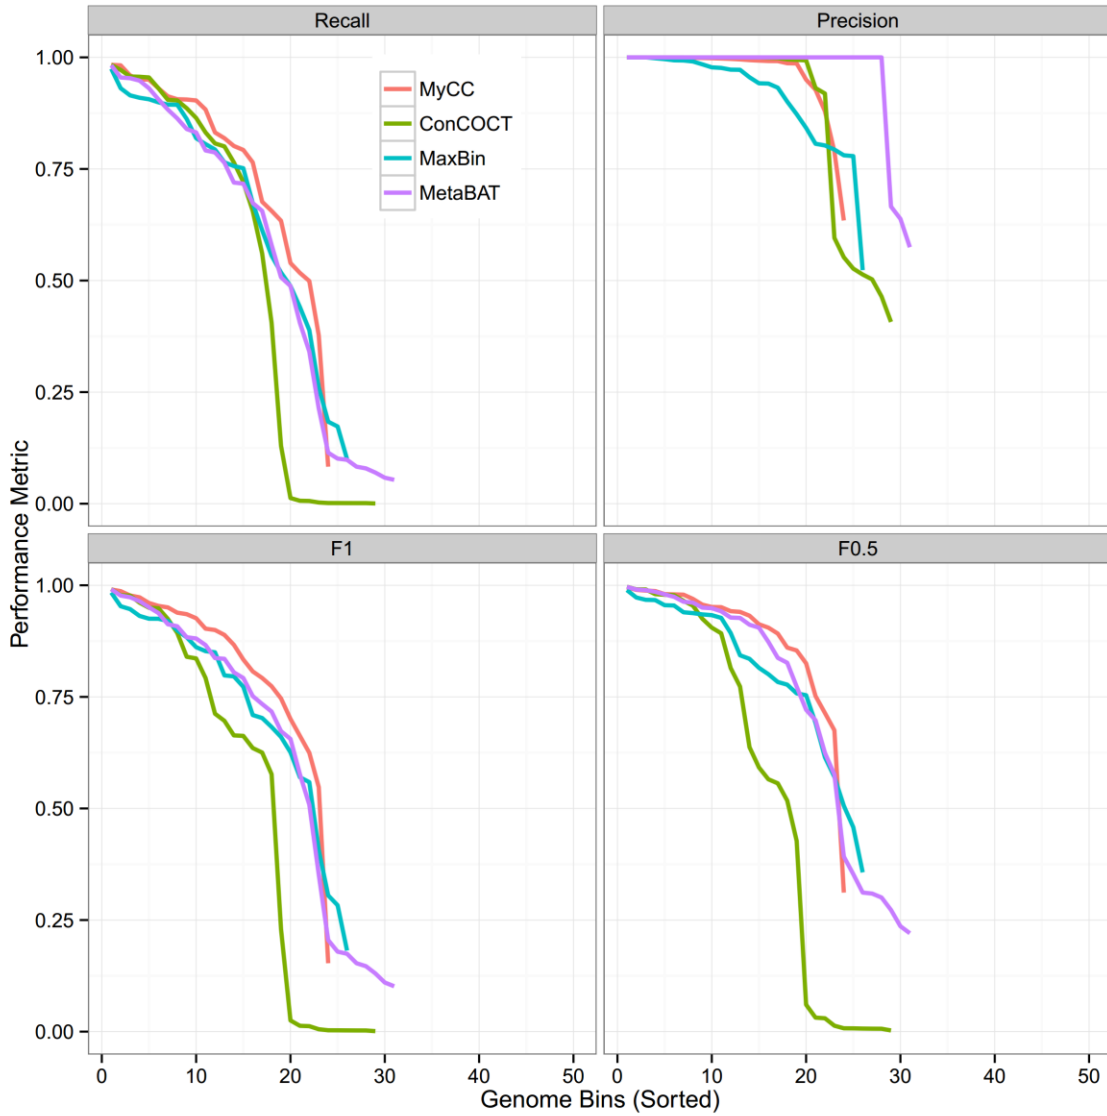 Recall
Precision
1.00
0.75
0.50
0.25
0.00
MyCC
ConCOCT
MaxBin
MetaBAT
Performance Metric
F1
F0.5
1.00
0.75
0.50
0.25
0.00
0 10 20 30 40 50
0 10 20 30 40 50
Genome Bins (Sorted)